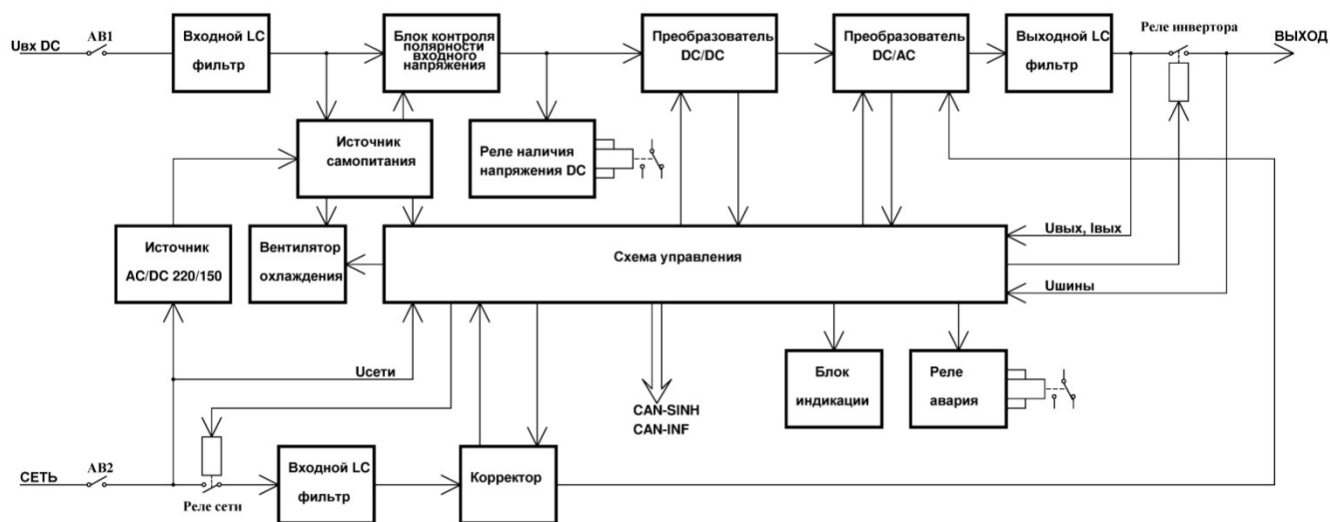 Uвх DC
АВ1
Входной LC
фильтр
Блок контроля
полярности
входного
напряжения
Преобразователь
DC/DC
Преобразователь
DC/AC
Выходной LC
фильтр
Реле инвертора
ВЫХОД
Источник
самопитания
Реле наличия
напряжения DC
Источник
AC/DC 220/150
Вентилятор
охлаждения
Схема управления
Uвых, Iвых
Uшины
Uсети
CAN-SINH
CAN-INF
Блок
индикации
Реле
авария
СЕТЬ
АВ2
Реле сети
Входной LC
фильтр
Корректор